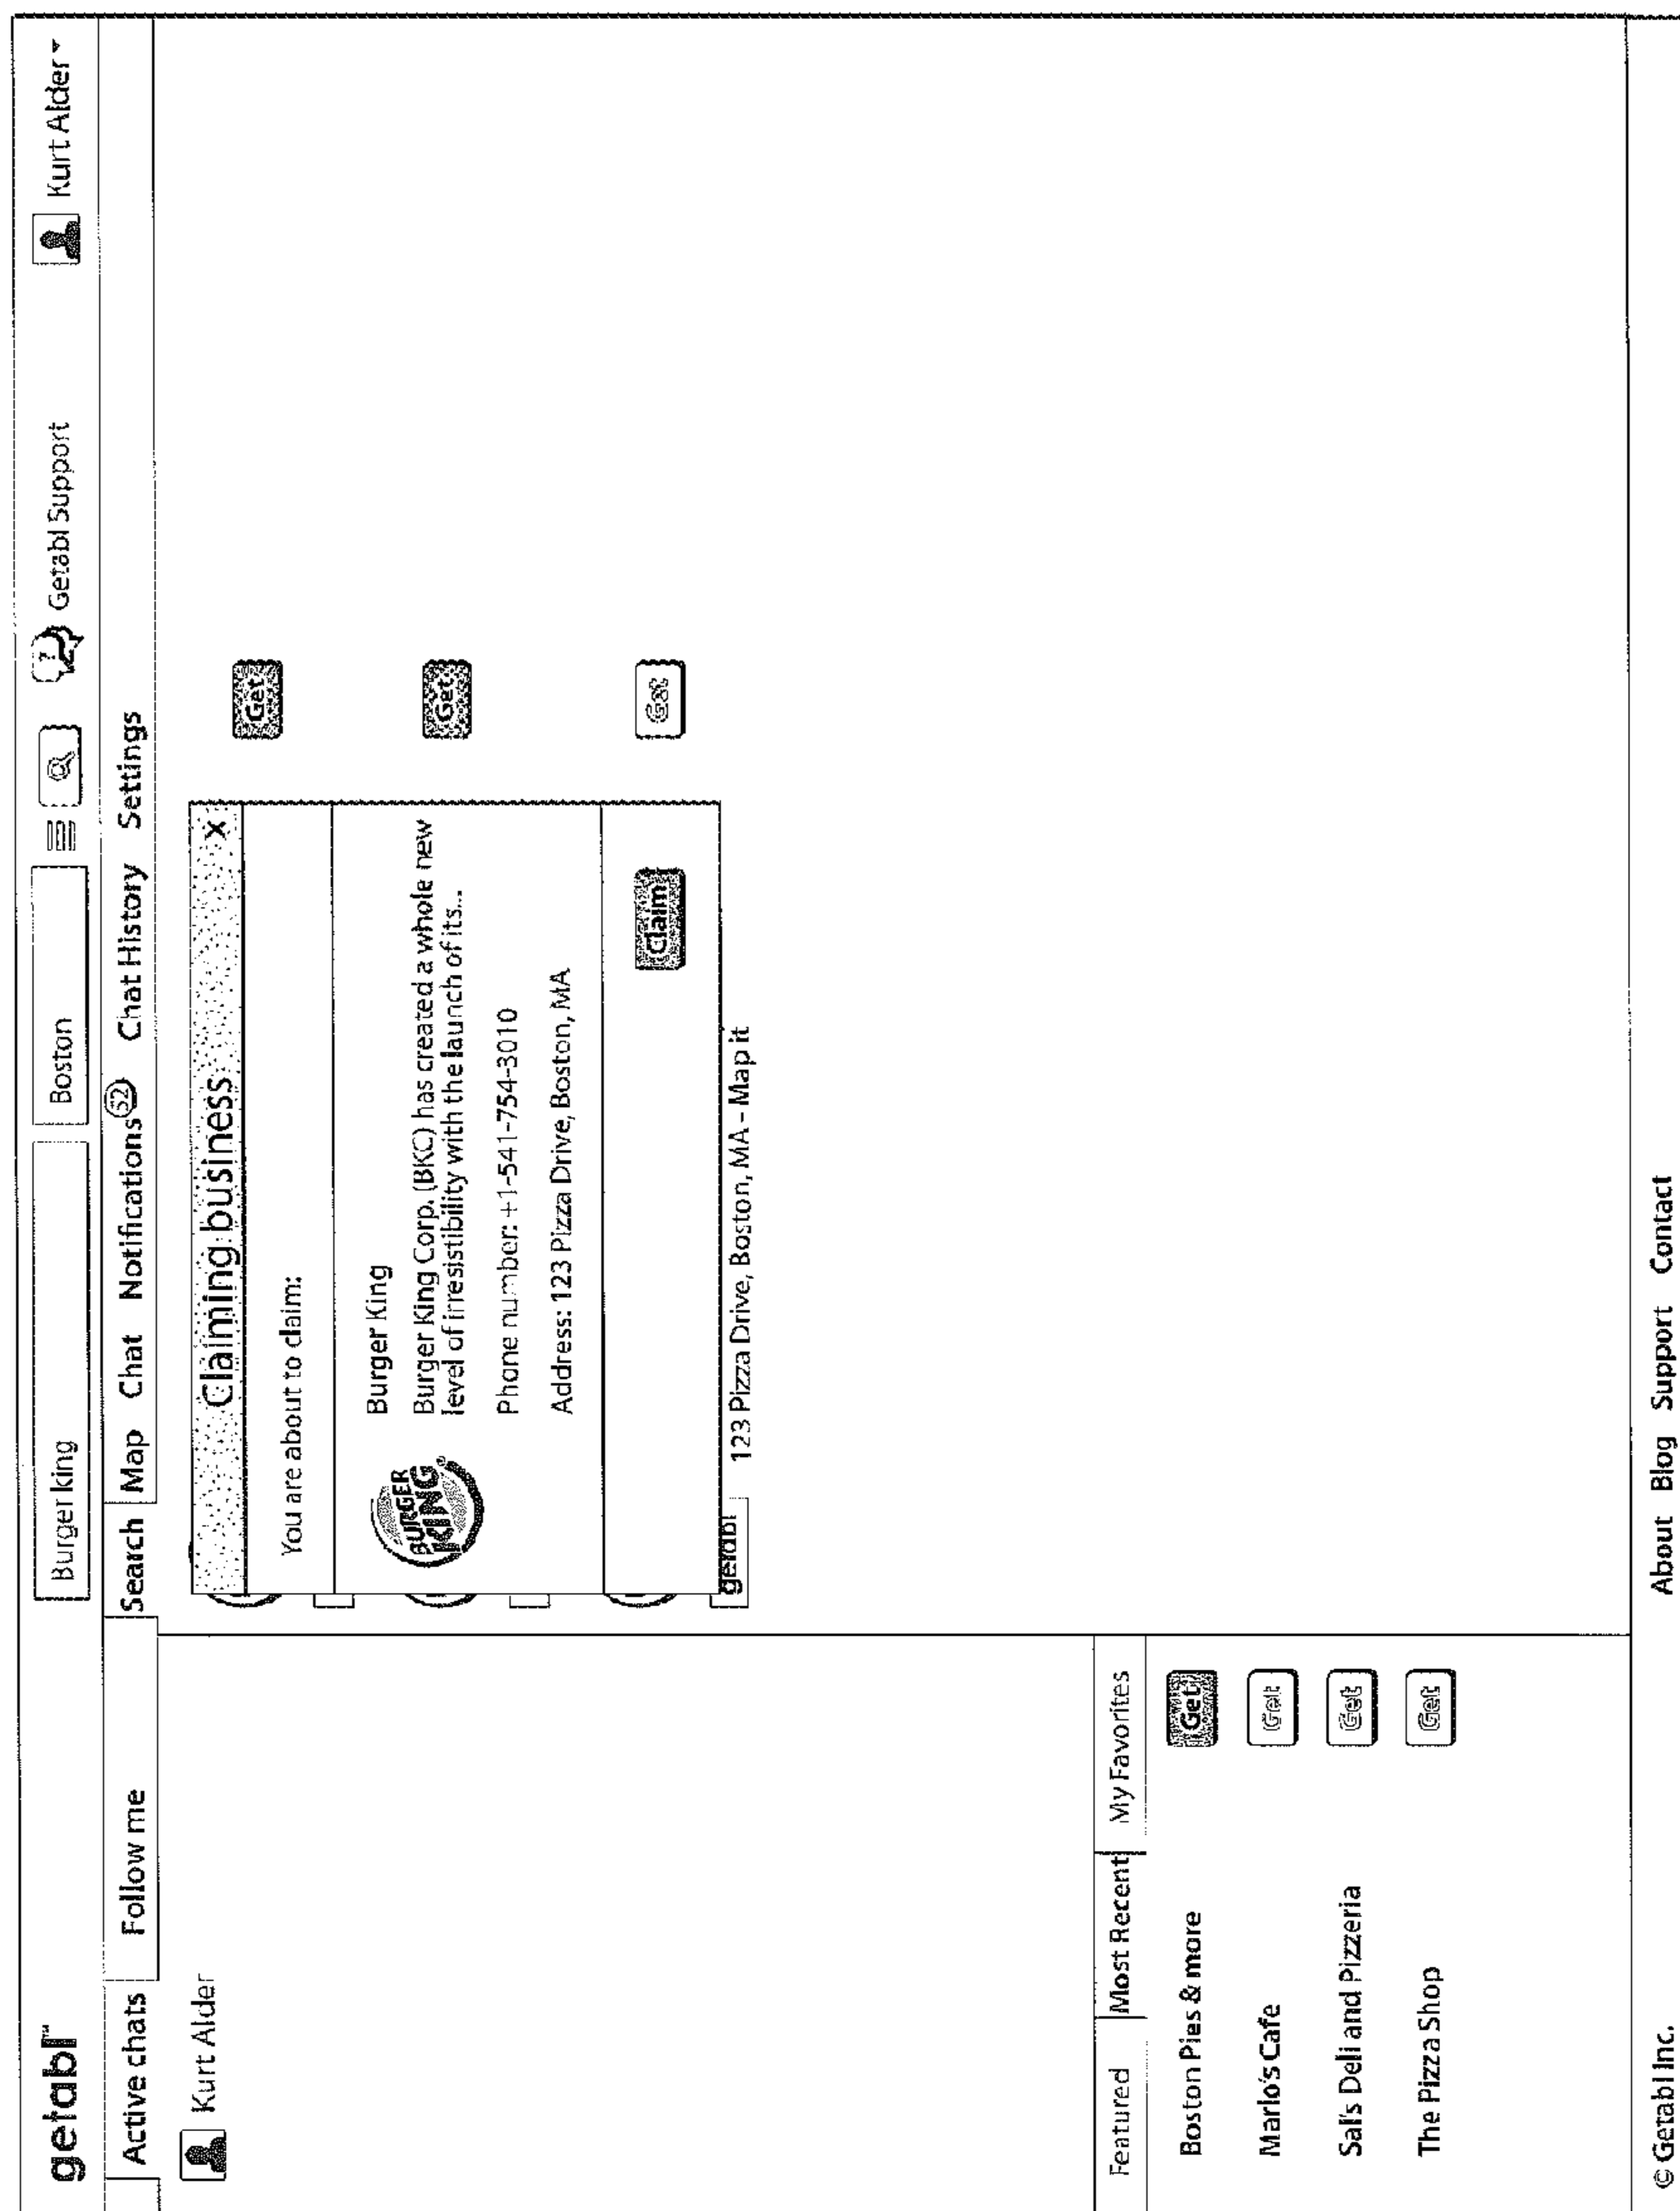 getabl™
Burger king
Boston
Getabl Support
Kurt Alder
Active chats Follow me
Search Map Chat Notifications 52 Chat History Settings
Kurt Alder
Claiming business X
You are about to claim:
BURGER
KING®
Burger King
Burger King Corp. (BKC) has created a whole new
level of irresistibility with the launch of its...
Phone number: +1-541-754-3010
Address: 123 Pizza Drive, Boston, MA
Claim
Get
Get
Get
getabl
123 Pizza Drive, Boston, MA - Map it
Featured Most Recent My Favorites
Boston Pies & more Get
Marlo's Cafe Get
Sal's Deli and Pizzeria Get
The Pizza Shop Get
© Getabl Inc.
About Blog Support Contact